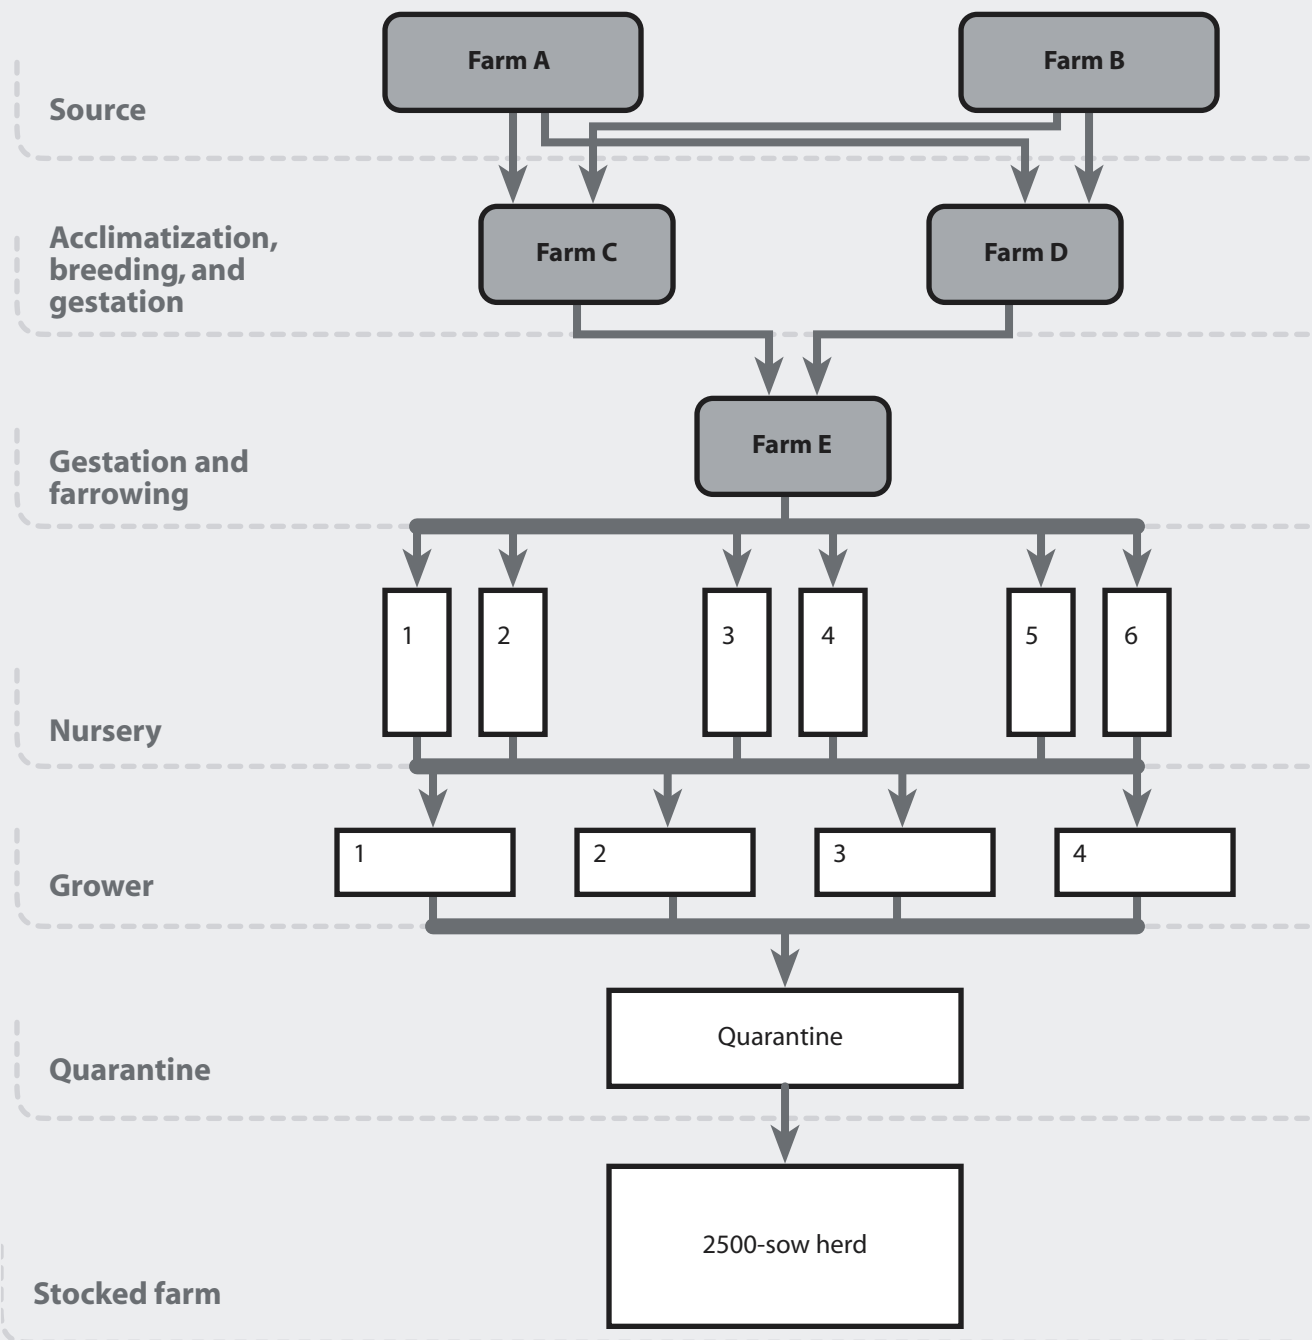 Farm A
Farm B
Source
Acclimatization,
breeding, and
gestation
Farm C
Farm D
Gestation and
farrowing
Farm E
1
2
3
4
5
6
Nursery
1
2
3
4
Grower
Quarantine
Quarantine
2500-sow herd
Stocked farm